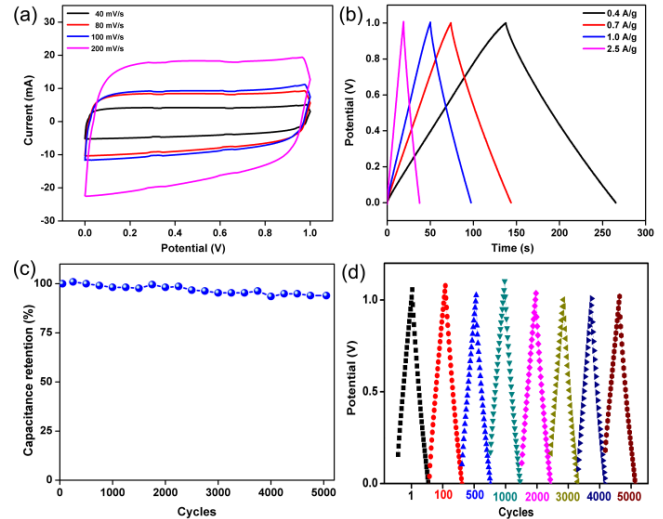 (a)
40 mV/s
80 mV/s
100 mV/s
200 mV/s
Current (mA)
30
20
10
0
-10
-20
-30
0.0 0.2 0.4 0.6 0.8 1.0
Potential (V)
(b)
0.4 A/g
0.7 A/g
1.0 A/g
2.5 A/g
Potential (V)
1.0
0.8
0.6
0.4
0.2
0.0
0 50 100 150 200 250 300
Time (s)
(c)
Capacitance retention (%)
125
100
75
50
25
0
0 1000 2000 3000 4000 5000
Cycles
(d)
Potential (V)
1.0
0.5
0.0
1 100 500 1000 2000 3000 4000 5000
Cycles